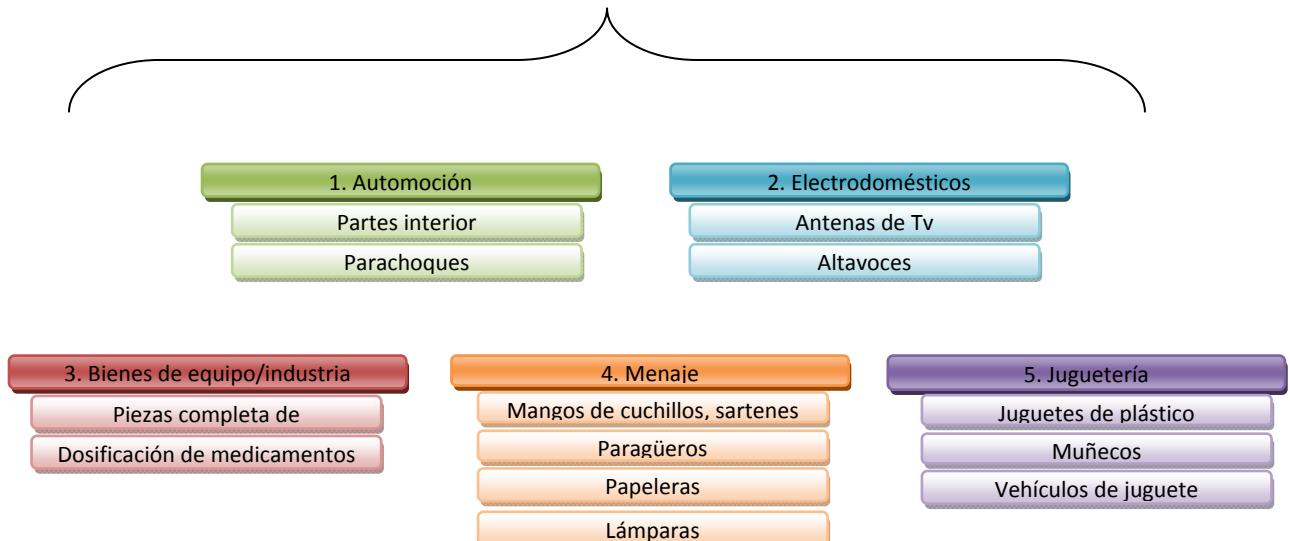 1. Automoción
Partes interior
Parachoques
2. Electrodomésticos
Antenas de Tv
Altavoces
3. Bienes de equipo/industria
Piezas completa de
Dosificación de medicamentos
4. Menaje
Mangos de cuchillos, sartenes
Paragüeros
Papeleras
Lámparas
5. Juguetería
Juguetes de plástico
Muñecos
Vehículos de juguete